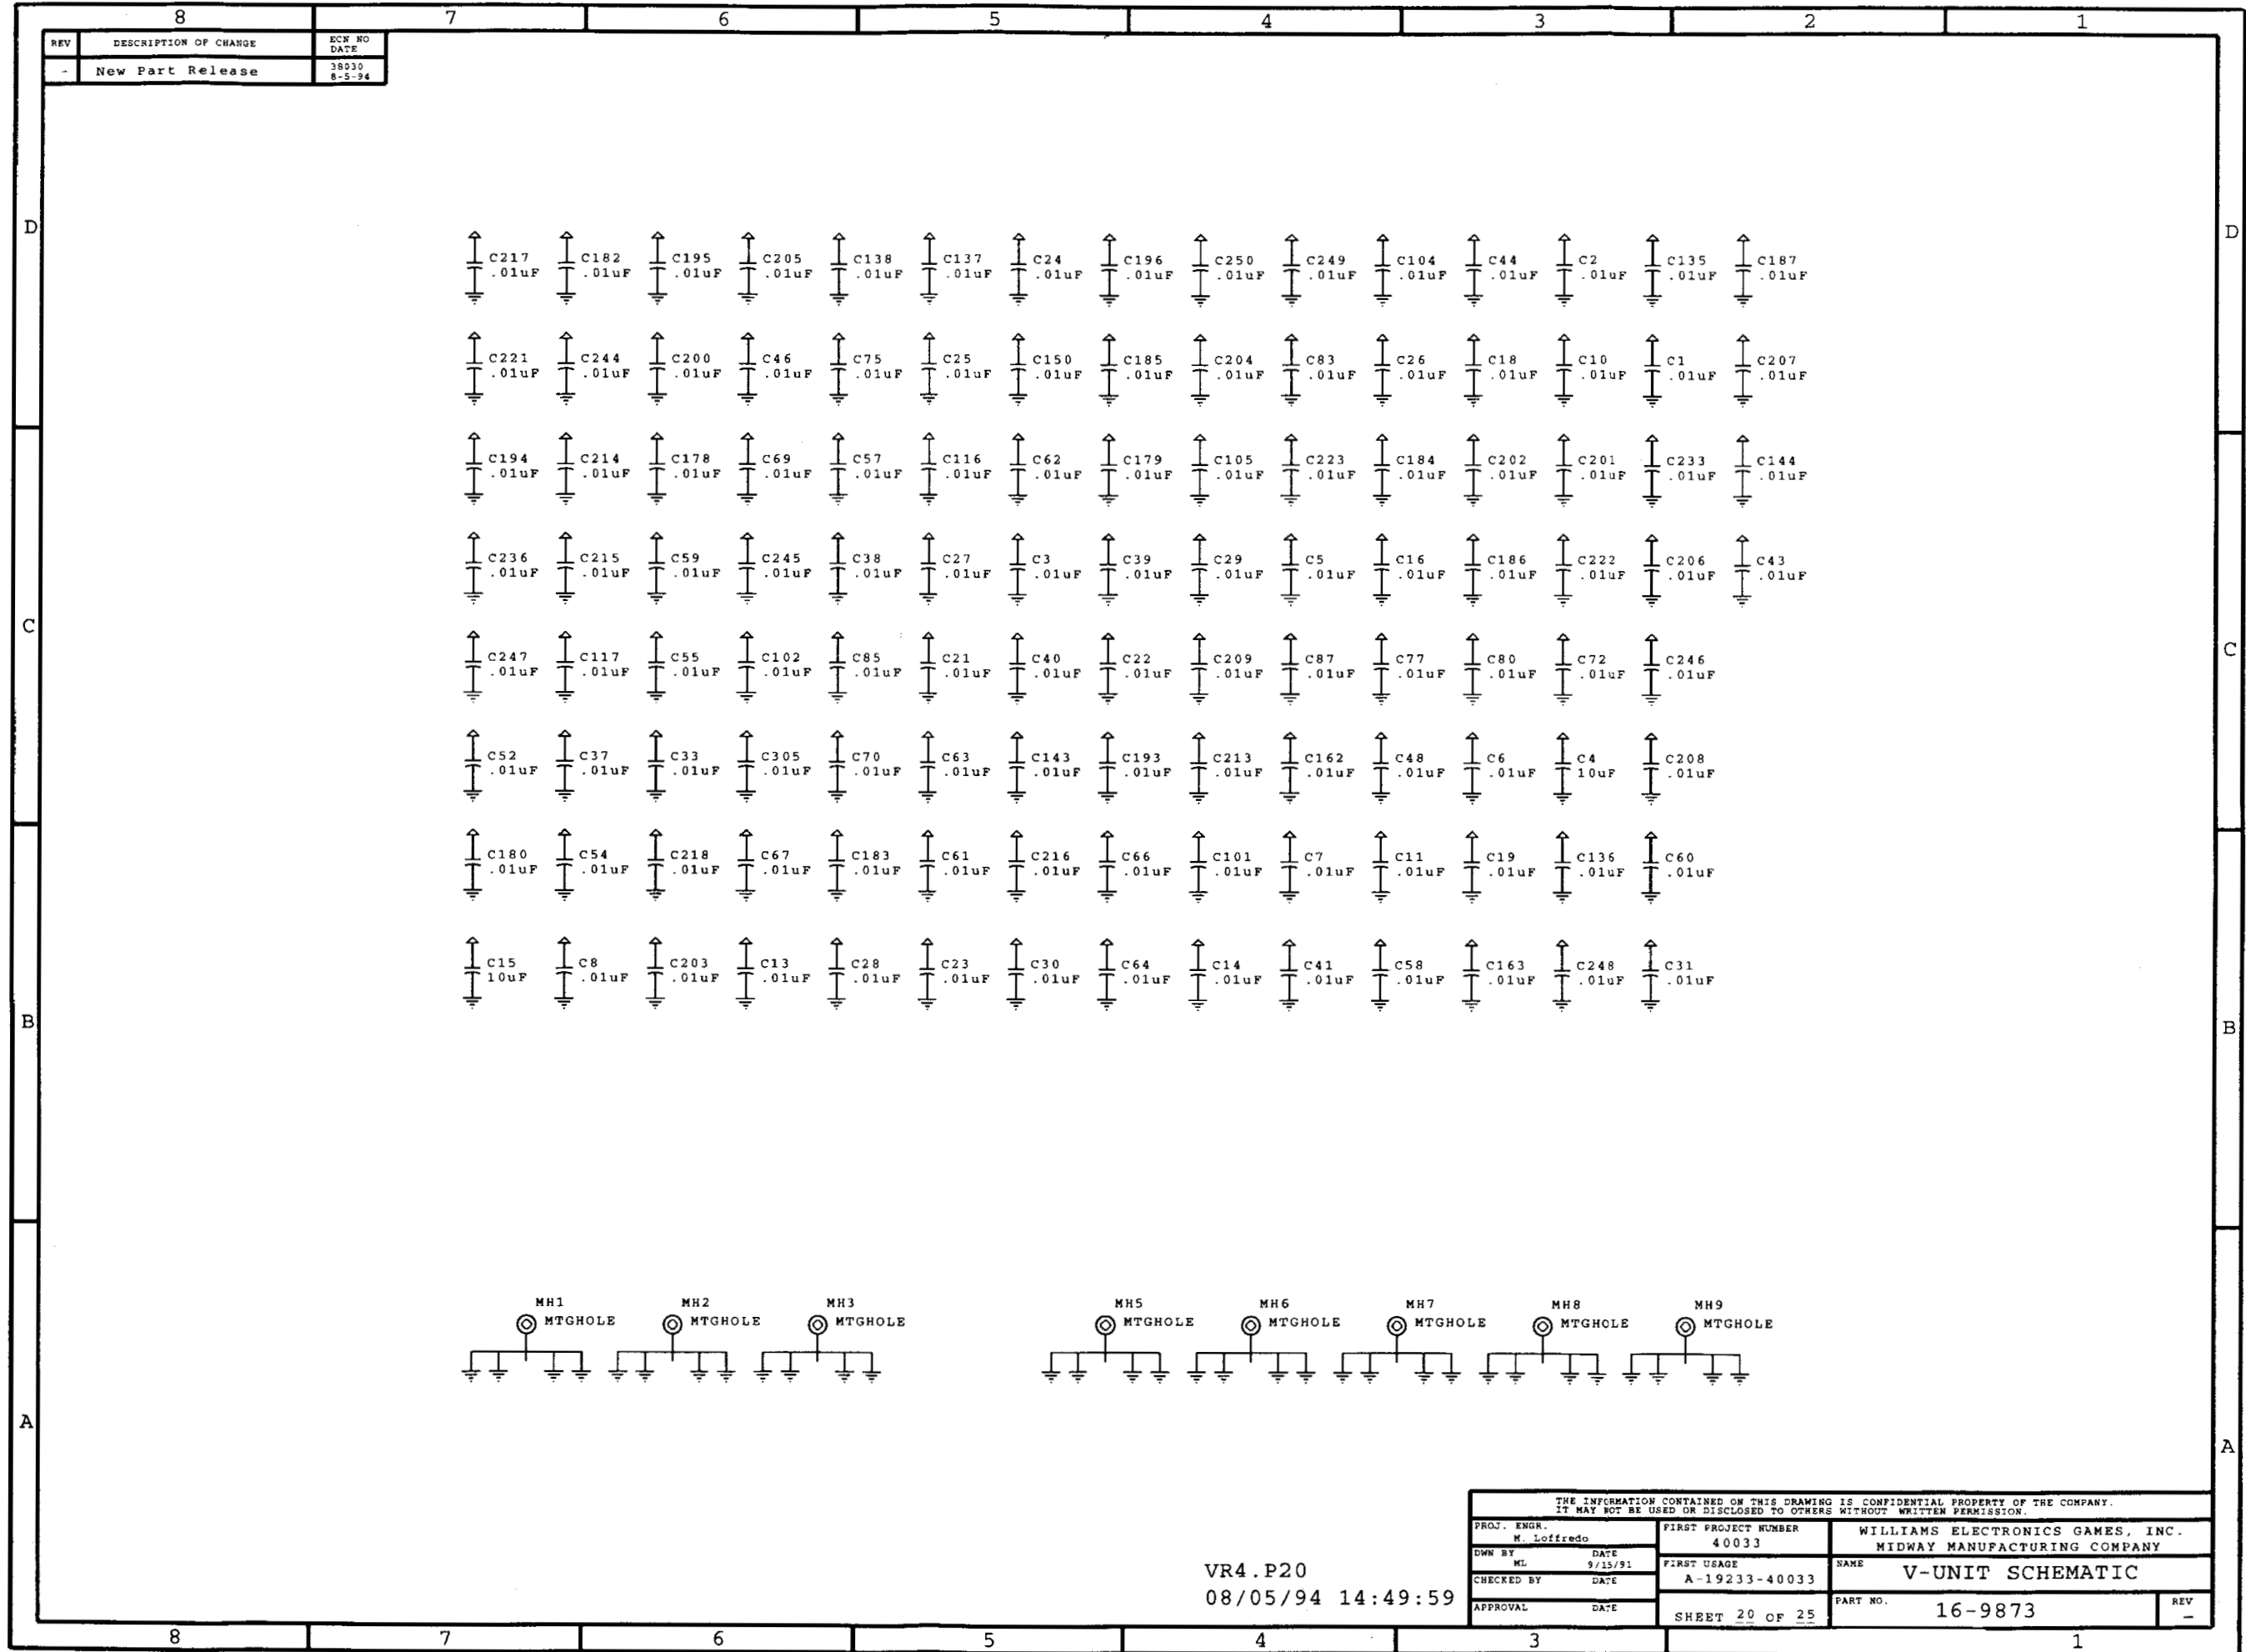 8 7 6 5 4 3 2 1
REV DESCRIPTION OF CHANGE ECN NO DATE
- New Part Release 38030 8-5-94
D D
C217 C182 C195 C205 C138 C137 C24 C196 C250 C249 C104 C44 C2 C135 C187
.01uF .01uF .01uF .01uF .01uF .01uF .01uF .01uF .01uF .01uF .01uF .01uF .01uF .01uF .01uF
C221 C244 C200 C46 C75 C25 C150 C185 C204 C83 C26 C18 C10 C1 C207
.01uF .01uF .01uF .01uF .01uF .01uF .01uF .01uF .01uF .01uF .01uF .01uF .01uF .01uF .01uF
C194 C214 C178 C69 C57 C116 C62 C179 C105 C223 C184 C202 C201 C233 C144
.01uF .01uF .01uF .01uF .01uF .01uF .01uF .01uF .01uF .01uF .01uF .01uF .01uF .01uF .01uF
C236 C215 C59 C245 C38 C27 C3 C39 C29 C5 C16 C186 C222 C206 C43
.01uF .01uF .01uF .01uF .01uF .01uF .01uF .01uF .01uF .01uF .01uF .01uF .01uF .01uF .01uF
C C
C247 C117 C55 C102 C85 C21 C40 C22 C209 C87 C77 C80 C72 C246
.01uF .01uF .01uF .01uF .01uF .01uF .01uF .01uF .01uF .01uF .01uF .01uF .01uF .01uF
C52 C37 C33 C305 C70 C63 C143 C193 C213 C162 C48 C6 C4 C208
.01uF .01uF .01uF .01uF .01uF .01uF .01uF .01uF .01uF .01uF .01uF .01uF 10uF .01uF
C180 C54 C218 C67 C183 C61 C216 C66 C101 C7 C11 C19 C136 C60
.01uF .01uF .01uF .01uF .01uF .01uF .01uF .01uF .01uF .01uF .01uF .01uF .01uF .01uF
C15 C8 C203 C13 C28 C23 C30 C64 C14 C41 C58 C163 C248 C31
10uF .01uF .01uF .01uF .01uF .01uF .01uF .01uF .01uF .01uF .01uF .01uF .01uF .01uF
B B
MH1 MH2 MH3 MH5 MH6 MH7 MH8 MH9
MTGHOLE MTGHOLE MTGHOLE MTGHOLE MTGHOLE MTGHOLE MTGHOLE MTGHOLE
A A
VR4.P20
08/05/94 14:49:59
THE INFORMATION CONTAINED ON THIS DRAWING IS CONFIDENTIAL PROPERTY OF THE COMPANY.
IT MAY NOT BE USED OR DISCLOSED TO OTHERS WITHOUT WRITTEN PERMISSION.
PROJ. ENGR.
M. Loffredo
DWN BY DATE
ML 9/15/91
CHECKED BY DATE
APPROVAL DATE
FIRST PROJECT NUMBER
40033
FIRST USAGE
A-19233-40033
SHEET 20 OF 25
WILLIAMS ELECTRONICS GAMES, INC.
MIDWAY MANUFACTURING COMPANY
NAME V-UNIT SCHEMATIC
PART NO. 16-9873
REV -
8 7 6 5 4 3 1